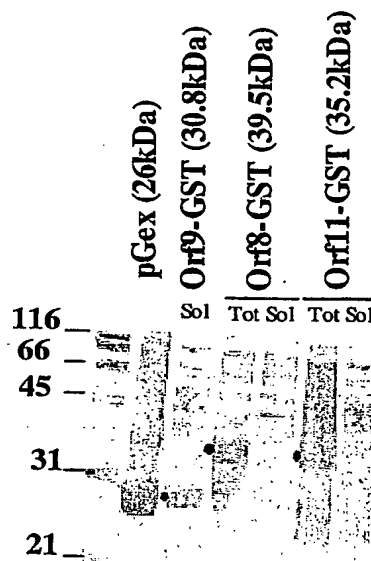 pGex (26kDa)
Orf9-GST (30.8kDa)
Orf8-GST (39.5kDa)
Orf11-GST (35.2kDa)
Sol Tot Sol Tot Sol
116
66
45
31
21